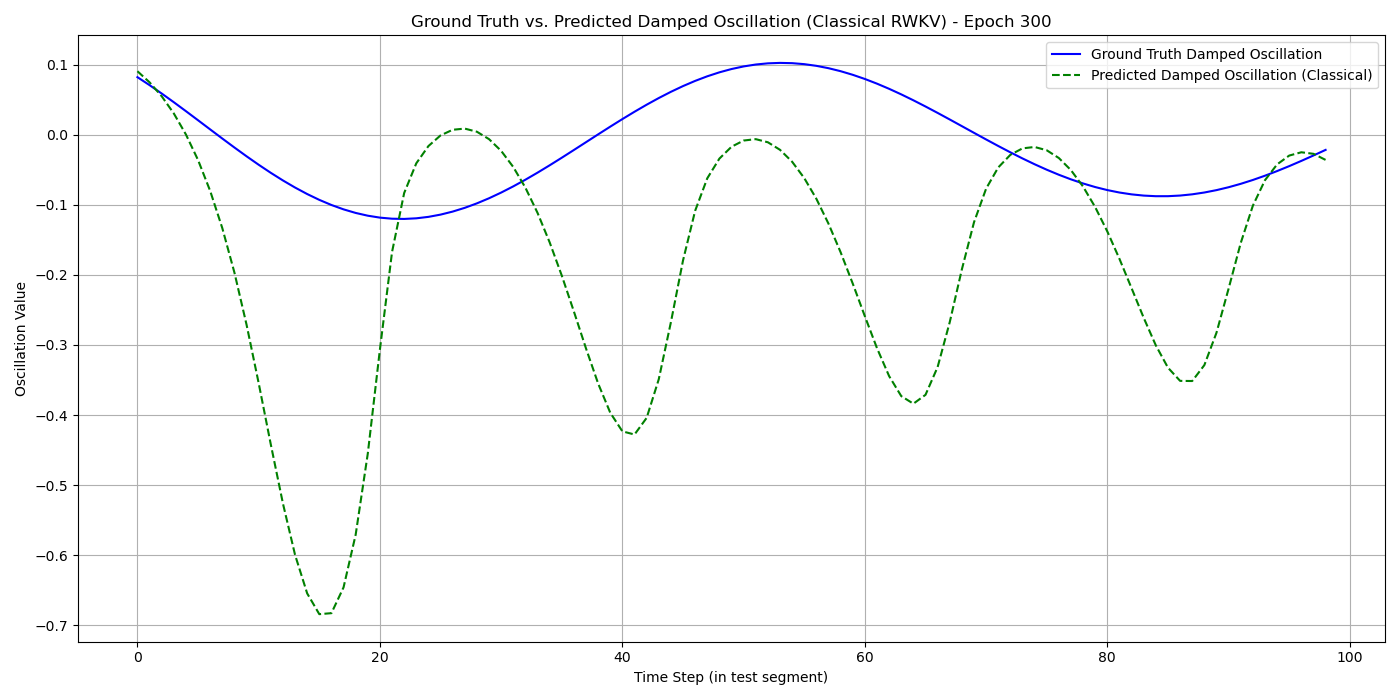 Ground Truth vs. Predicted Damped Oscillation (Classical RWKV) - Epoch 300
Ground Truth Damped Oscillation
Predicted Damped Oscillation (Classical)
0.1
0.0
−0.1
−0.2
−0.3
−0.4
−0.5
−0.6
−0.7
Oscillation Value
0 20 40 60 80 100
Time Step (in test segment)